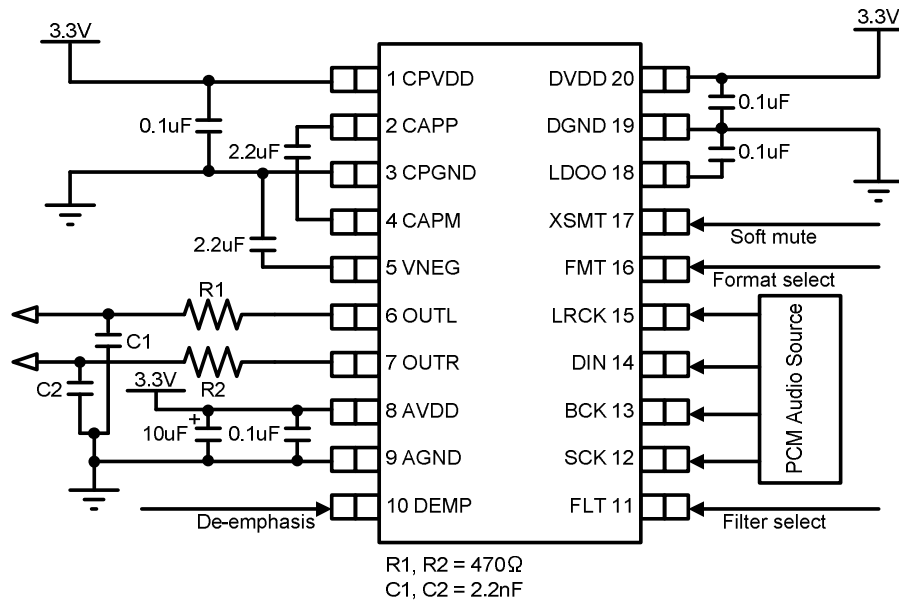 3.3V
3.3V
1 CPVDD
DVDD 20
0.1uF
0.1uF
2 CAPP
DGND 19
2.2uF
0.1uF
3 CPGND
LDOO 18
4 CAPM
XSMT 17
Soft mute
2.2uF
5 VNEG
FMT 16
Format select
R1
6 OUTL
LRCK 15
C1
7 OUTR
DIN 14
C2
R2
3.3V
8 AVDD
BCK 13
10uF
+
0.1uF
9 AGND
SCK 12
PCM Audio Source
De-emphasis
10 DEMP
FLT 11
Filter select
R1, R2 = 470Ω
C1, C2 = 2.2nF